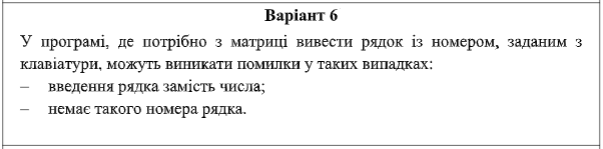 Варіант 6
У програмі, де потрібно з матриці вивести рядок із номером, заданим з
клавіатури, можуть виникати помилки у таких випадках:
– введення рядка замість числа;
– немає такого номера рядка.